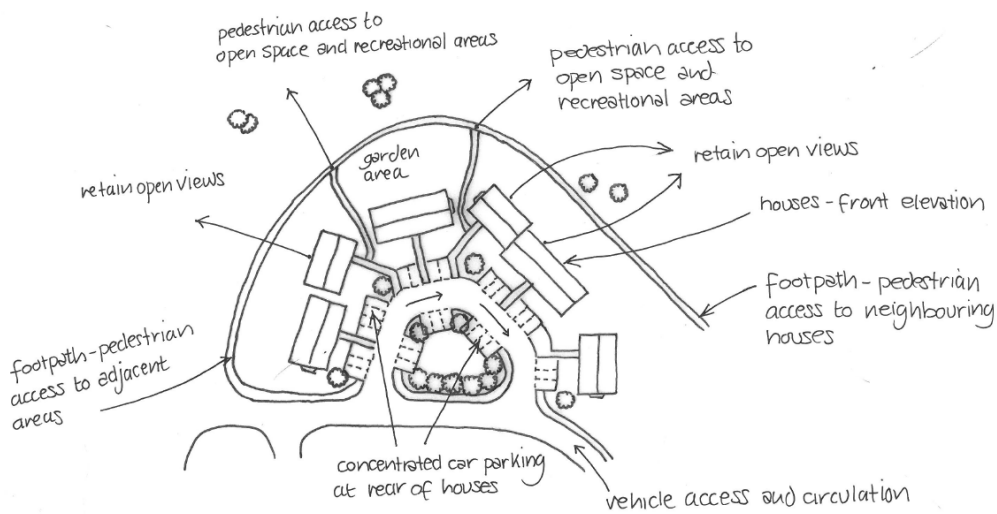 pedestrian access to
open space and recreational areas
pedestrian access to
open space and
recreational areas
garden
area
retain open views
retain open views
houses - front elevation
footpath - pedestrian
access to neighbouring
houses
footpath - pedestrian
access to adjacent
areas
concentrated car parking
at rear of houses
vehicle access and circulation